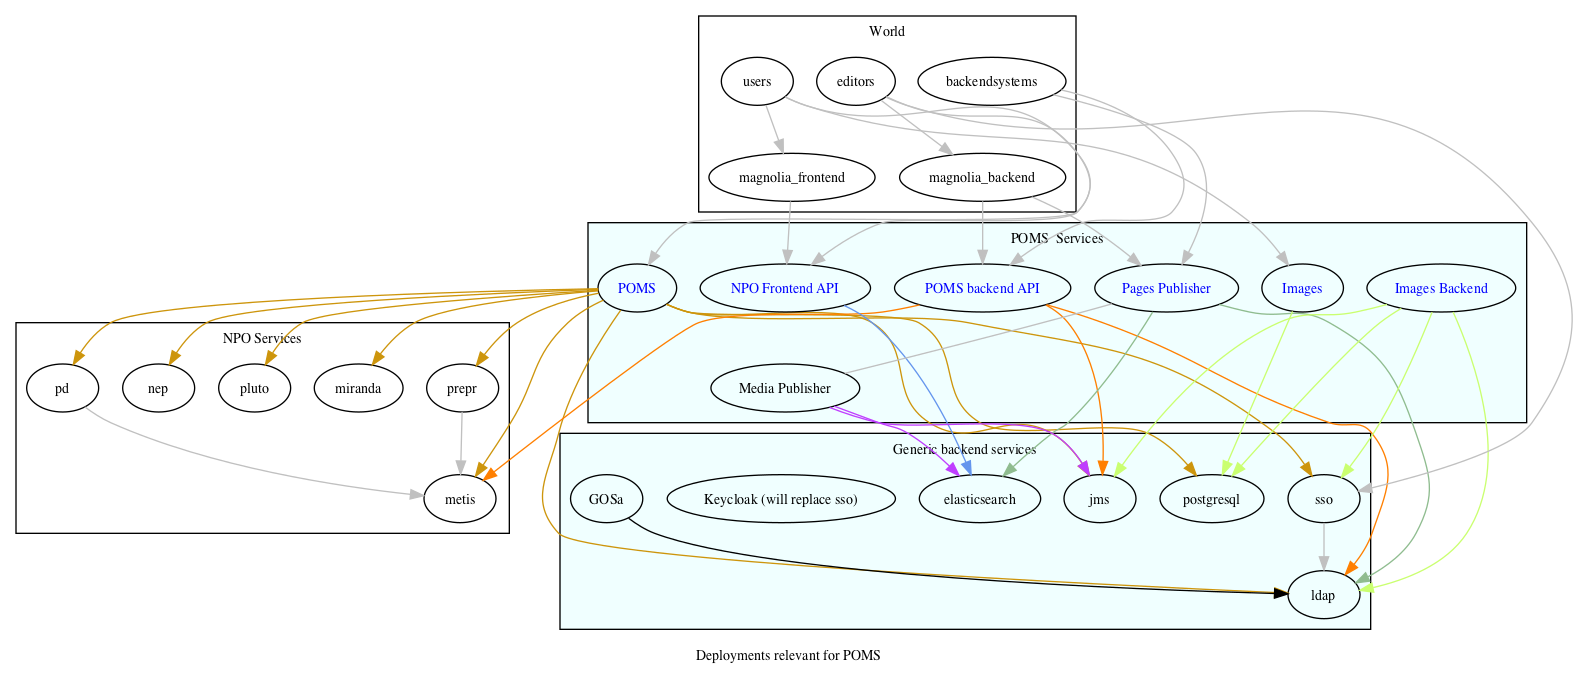 World
users
editors
backendsystems
magnolia_frontend
magnolia_backend
POMS  Services
POMS
NPO Frontend API
POMS backend API
Pages Publisher
Images
Images Backend
NPO Services
pd
nep
pluto
miranda
prepr
Media Publisher
Generic backend services
metis
GOSa
Keycloak (will replace sso)
elasticsearch
jms
postgresql
sso
ldap
Deployments relevant for POMS